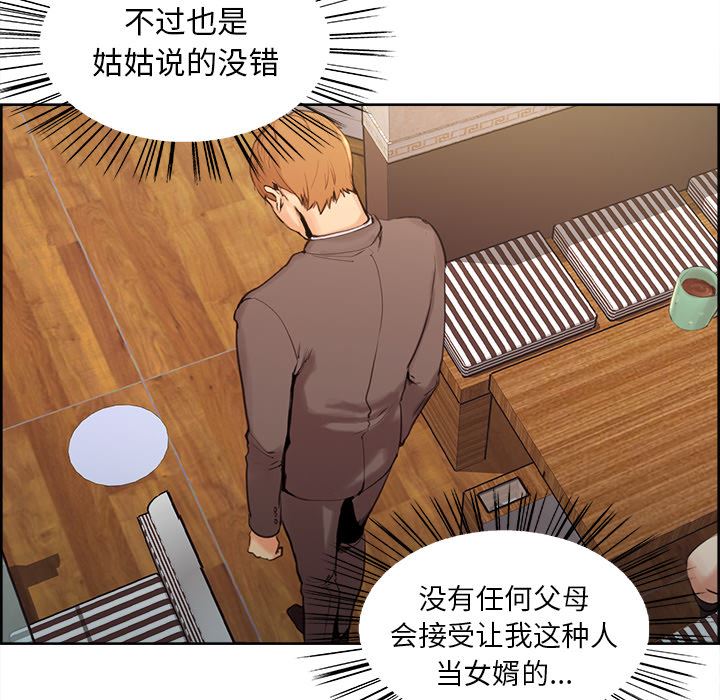 不过也是
姑姑说的没错
没有任何父母
会接受让我这种人
当女婿的...